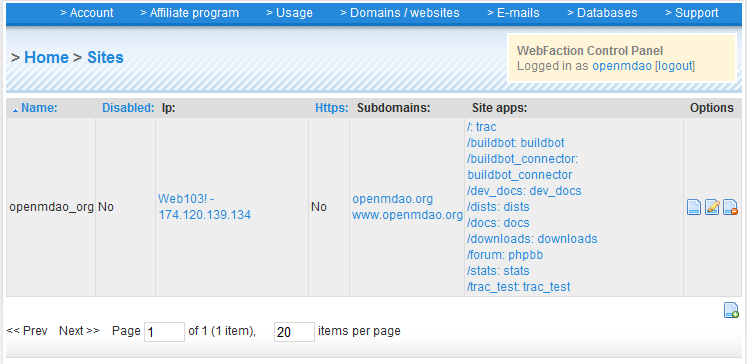 > Account > Affiliate program > Usage > Domains / websites > E-mails > Databases > Support
> Home > Sites
WebFaction Control Panel
Logged in as openmdao [logout]
Name: Disabled: Ip: Https: Subdomains: Site apps: Options
openmdao_org No Web103! - 174.120.139.134 No
openmdao.org
www.openmdao.org
/: trac
/buildbot: buildbot
/buildbot_connector:
buildbot_connector
/dev_docs: dev_docs
/dists: dists
/docs: docs
/downloads: downloads
/forum: phpbb
/stats: stats
/trac_test: trac_test
<< Prev Next >> Page 1 of 1 (1 item), 20 items per page